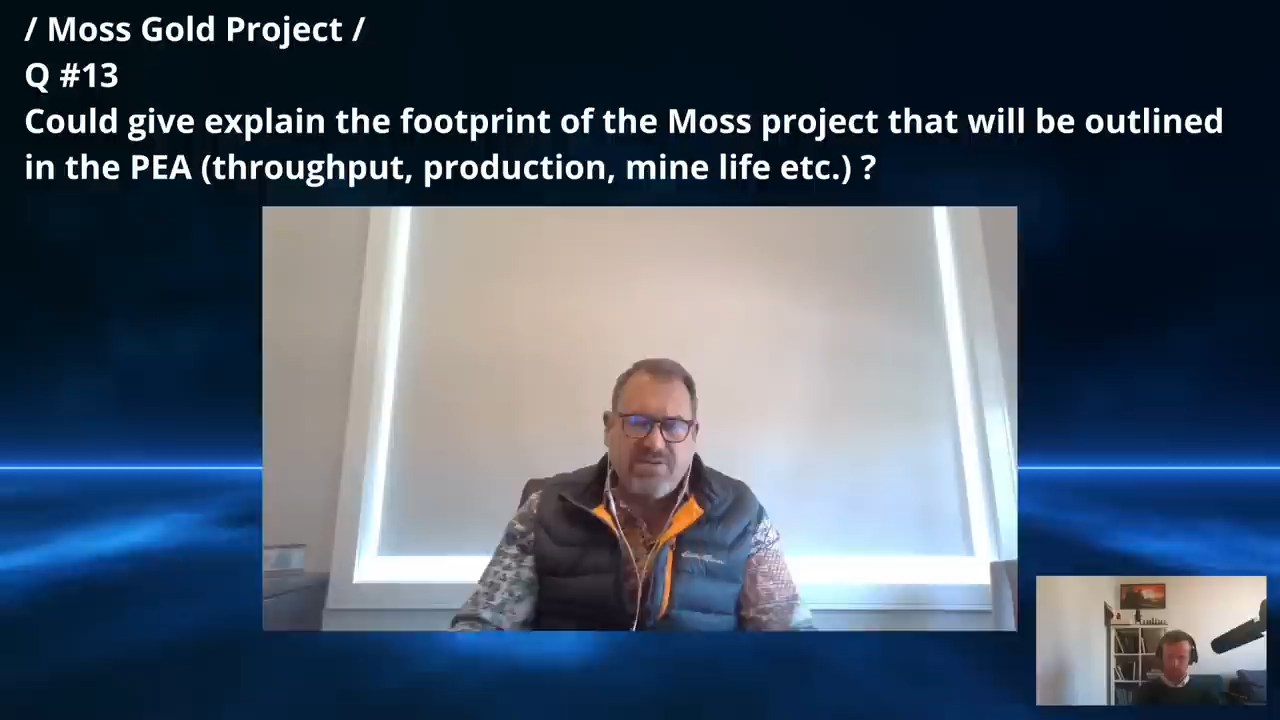 / Moss Gold Project /
Q #13
Could give explain the footprint of the Moss project that will be outlined
in the PEA (throughput, production, mine life etc.) ?